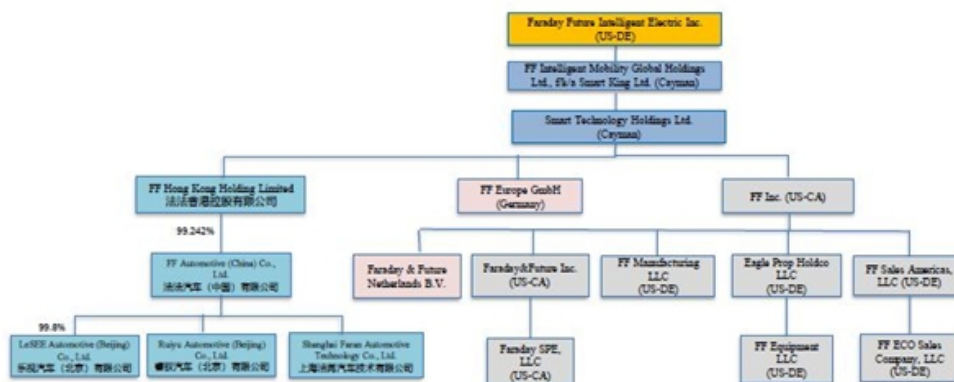 Faraday Future Intelligent Electric Inc.
(US-DE)
FF Intelligent Mobility Global Holdings
Ltd., f/k/a Smart King Ltd. (Cayman)
Smart Technology Holdings Ltd.
(Cayman)
FF Hong Kong Holding Limited
法法香港控股有限公司
FF Europe GmbH
(Germany)
FF Inc. (US-CA)
99.242%
FF Automotive (China) Co.,
Ltd.
法法汽车（中国）有限公司
Faraday & Future
Netherlands B.V.
Faraday&Future Inc.
(US-CA)
FF Manufacturing
LLC
(US-DE)
Eagle Prop Holdco
LLC
(US-DE)
FF Sales Americas,
LLC (US-DE)
99.8%
LeSEE Automotive (Beijing)
Co., Ltd.
乐视汽车（北京）有限公司
Ruiyu Automotive (Beijing)
Co., Ltd.
汽车（北京）有限公司
Shanghai Faran Automotive
Technology Co., Ltd.
上海法 汽车技术有限公司
Faraday SPE,
LLC
(US-CA)
FF Equipment
LLC
(US-DE)
FF ECO Sales
Company, LLC
(US-DE)